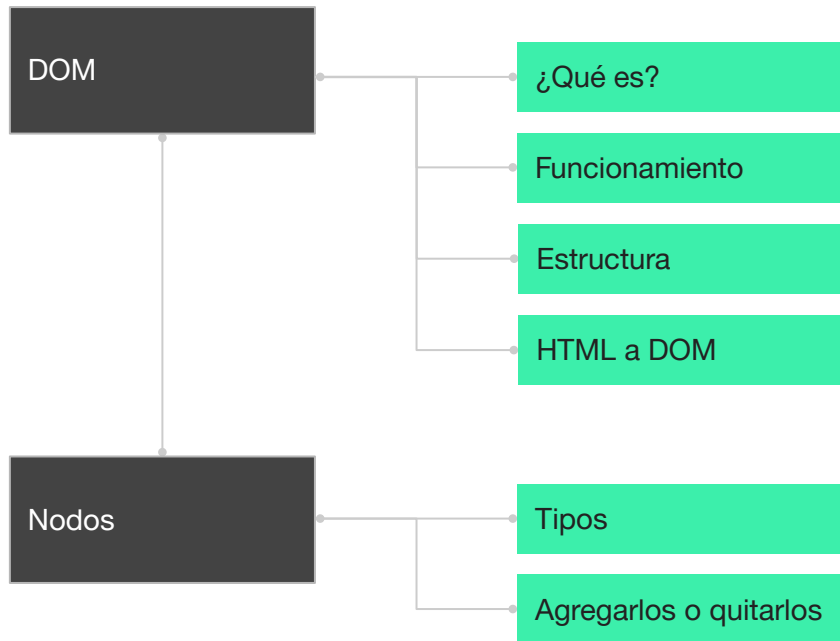 DOM
¿Qué es?
Funcionamiento
Estructura
HTML a DOM
Nodos
Tipos
Agregarlos o quitarlos